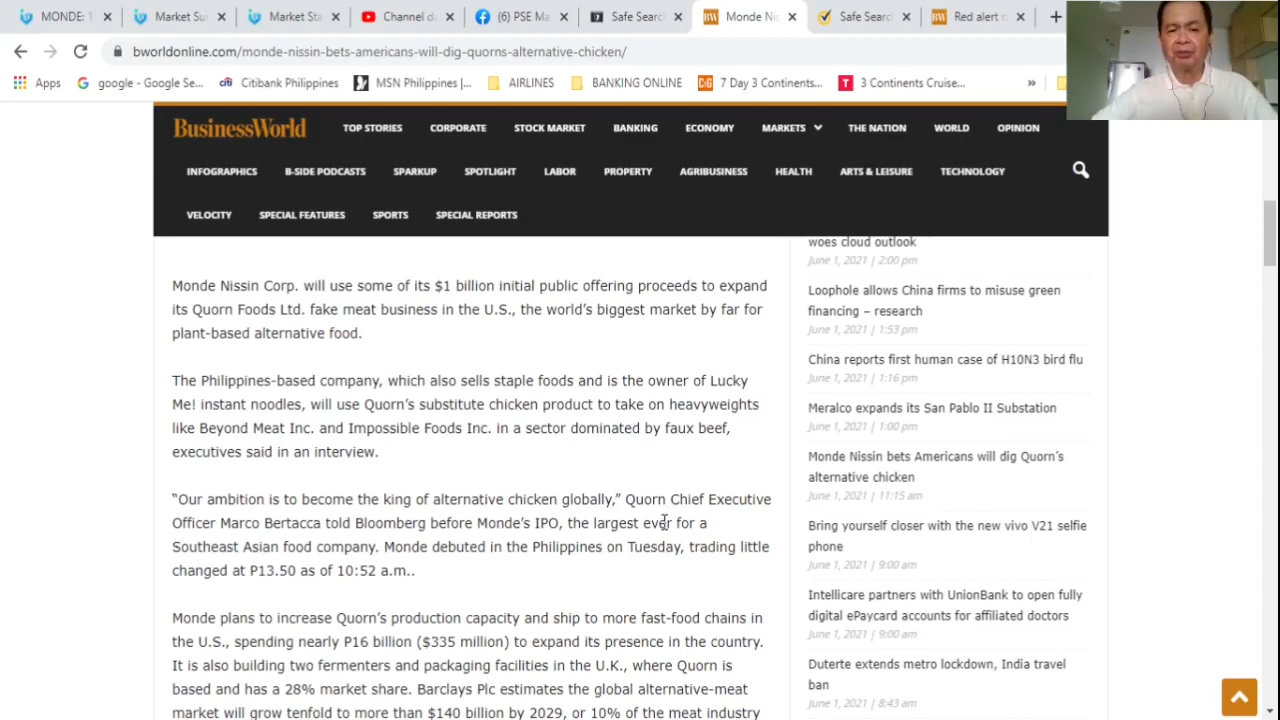 MONDE: 1
Market Su
Market Sta
Channel da
(6) PSE Ma
Safe Searc
Monde Nis
Safe Searc
Red alert ra
bworldonline.com/monde-nissin-bets-americans-will-dig-quorns-alternative-chicken/
Apps
google - Google Se...
Citibank Philippines
MSN Philippines |...
AIRLINES
BANKING ONLINE
7 Day 3 Continents...
3 Continents Cruise...
»
BusinessWorld
TOP STORIES
CORPORATE
STOCK MARKET
BANKING
ECONOMY
MARKETS
THE NATION
WORLD
OPINION
INFOGRAPHICS
B-SIDE PODCASTS
SPARKUP
SPOTLIGHT
LABOR
PROPERTY
AGRIBUSINESS
HEALTH
ARTS & LEISURE
TECHNOLOGY
VELOCITY
SPECIAL FEATURES
SPORTS
SPECIAL REPORTS
Monde Nissin Corp. will use some of its $1 billion initial public offering proceeds to expand
its Quorn Foods Ltd. fake meat business in the U.S., the world's biggest market by far for
plant-based alternative food.
The Philippines-based company, which also sells staple foods and is the owner of Lucky
Me! instant noodles, will use Quorn's substitute chicken product to take on heavyweights
like Beyond Meat Inc. and Impossible Foods Inc. in a sector dominated by faux beef,
executives said in an interview.
“Our ambition is to become the king of alternative chicken globally,” Quorn Chief Executive
Officer Marco Bertacca told Bloomberg before Monde's IPO, the largest ever for a
Southeast Asian food company. Monde debuted in the Philippines on Tuesday, trading little
changed at P13.50 as of 10:52 a.m..
Monde plans to increase Quorn's production capacity and ship to more fast-food chains in
the U.S., spending nearly P16 billion ($335 million) to expand its presence in the country.
It is also building two fermenters and packaging facilities in the U.K., where Quorn is
based and has a 28% market share. Barclays Plc estimates the global alternative-meat
market will grow tenfold to more than $140 billion by 2029, or 10% of the meat industry
woes cloud outlook
June 1, 2021 | 2:00 pm
Loophole allows China firms to misuse green
financing – research
June 1, 2021 | 1:53 pm
China reports first human case of H10N3 bird flu
June 1, 2021 | 1:16 pm
Meralco expands its San Pablo II Substation
June 1, 2021 | 1:00 pm
Monde Nissin bets Americans will dig Quorn's
alternative chicken
June 1, 2021 | 11:15 am
Bring yourself closer with the new vivo V21 selfie
phone
June 1, 2021 | 9:00 am
Intellicare partners with UnionBank to open fully
digital ePaycard accounts for affiliated doctors
June 1, 2021 | 9:00 am
Duterte extends metro lockdown, India travel
ban
June 1, 2021 | 8:43 am